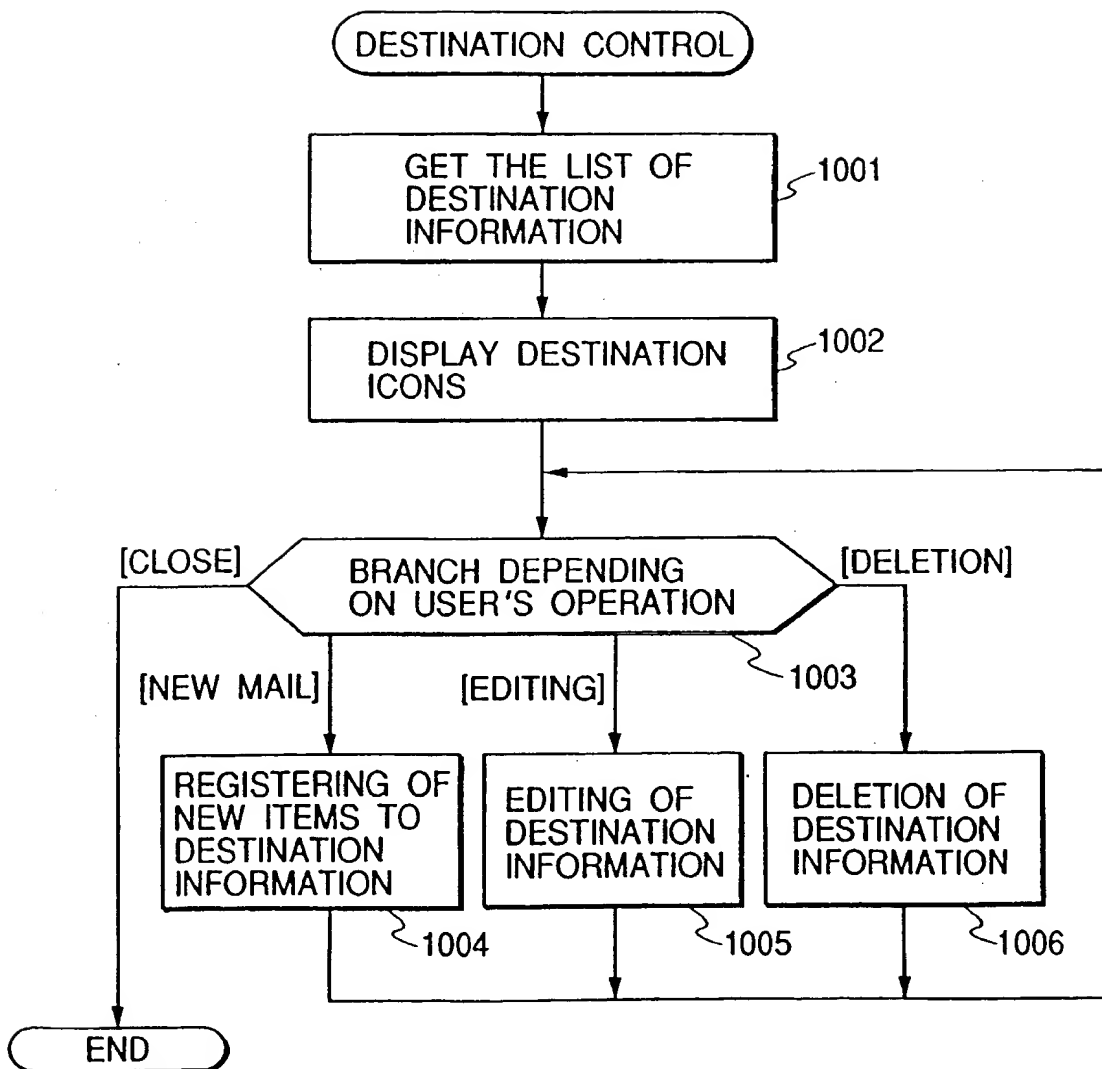 DESTINATION CONTROL
GET THE LIST OF
DESTINATION
INFORMATION
1001
DISPLAY DESTINATION
ICONS
1002
[CLOSE]
BRANCH DEPENDING
ON USER'S OPERATION
[DELETION]
1003
[NEW MAIL]
[EDITING]
REGISTERING OF
NEW ITEMS TO
DESTINATION
INFORMATION
1004
EDITING OF
DESTINATION
INFORMATION
1005
DELETION OF
DESTINATION
INFORMATION
1006
END